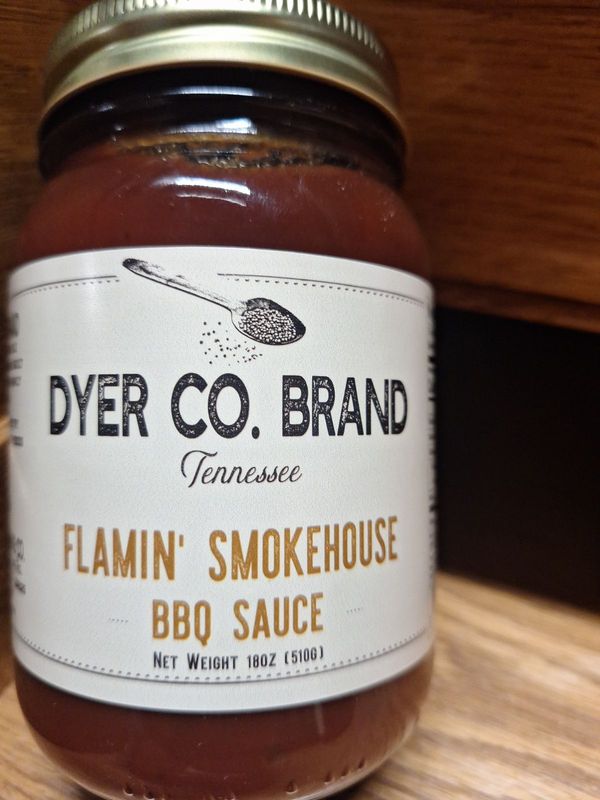 DYER CO. BRAND
Tennessee
FLAMIN' SMOKEHOUSE
BBQ SAUCE
NET WEIGHT 18OZ (510G)